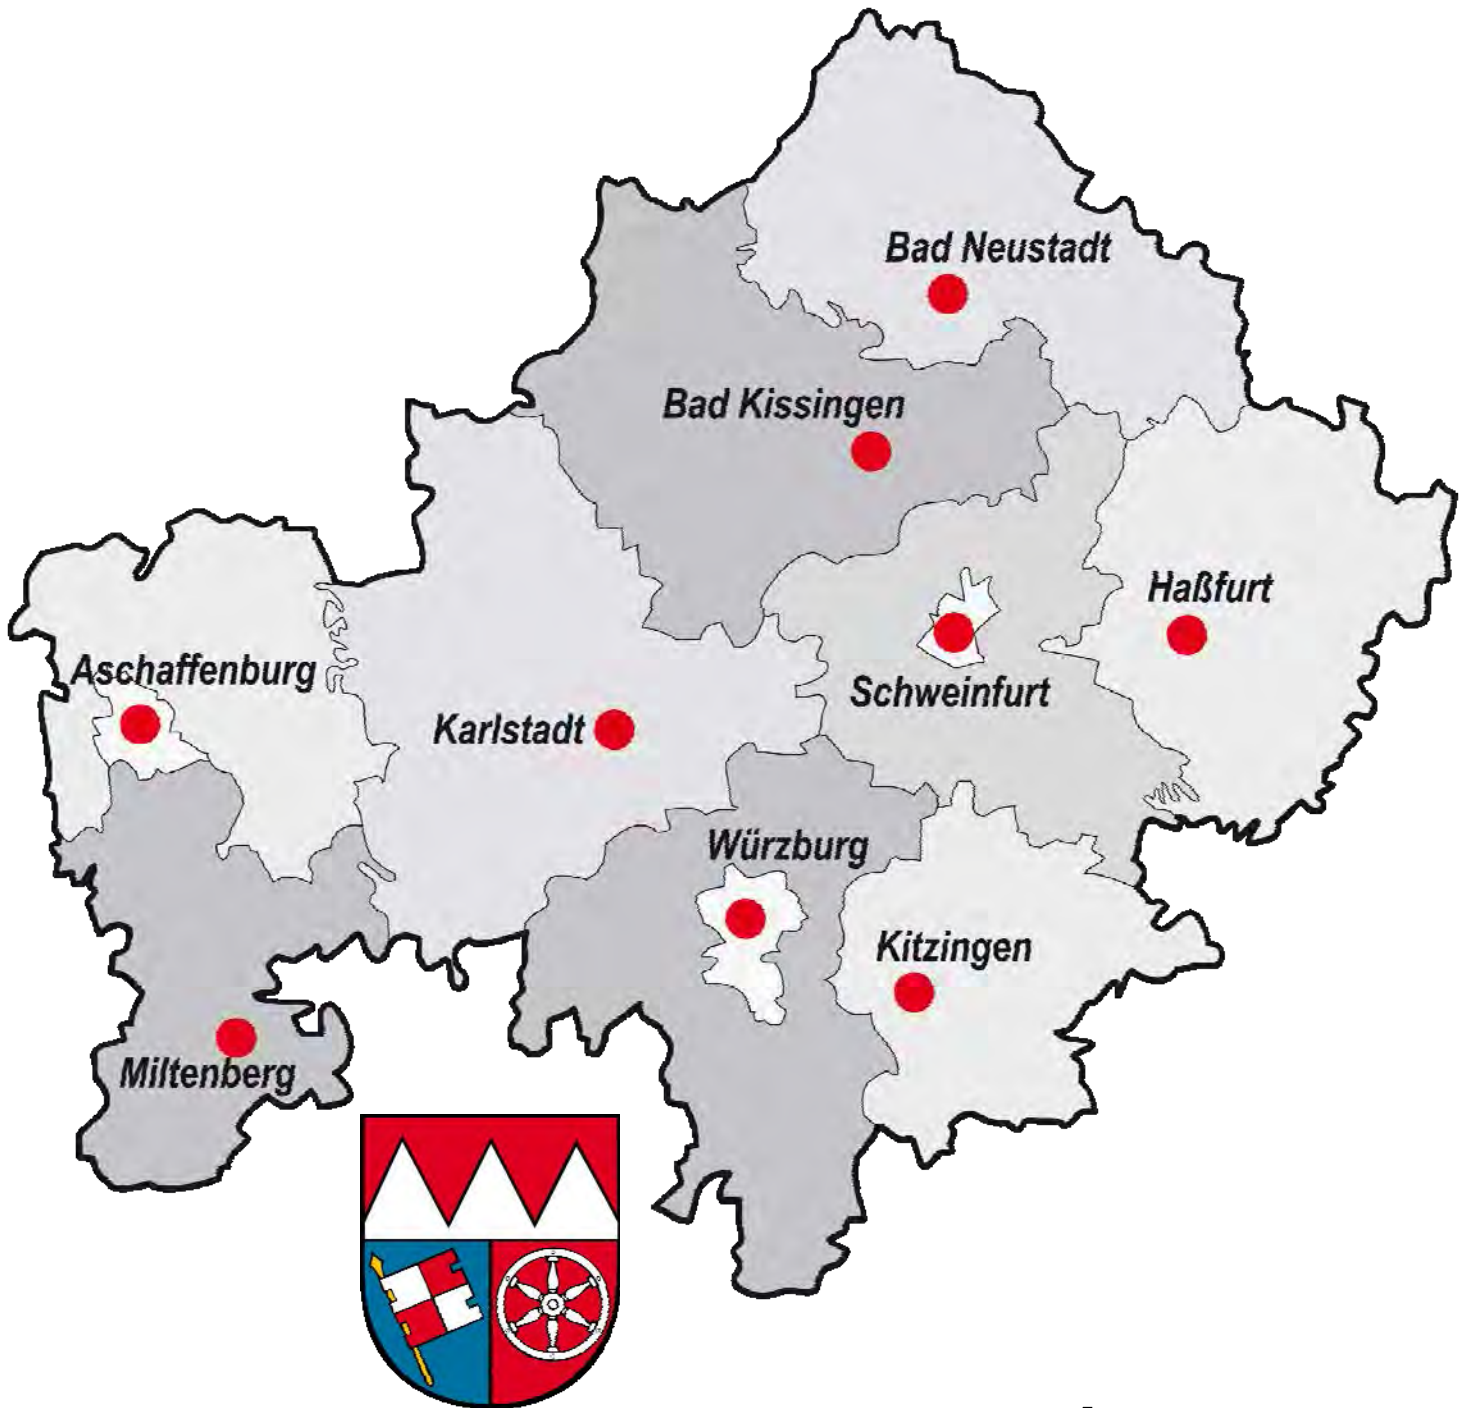 Bad Neustadt
Bad Kissingen
Haßfurt
Aschaffenburg
Schweinfurt
Karlstadt
Würzburg
Kitzingen
Miltenberg